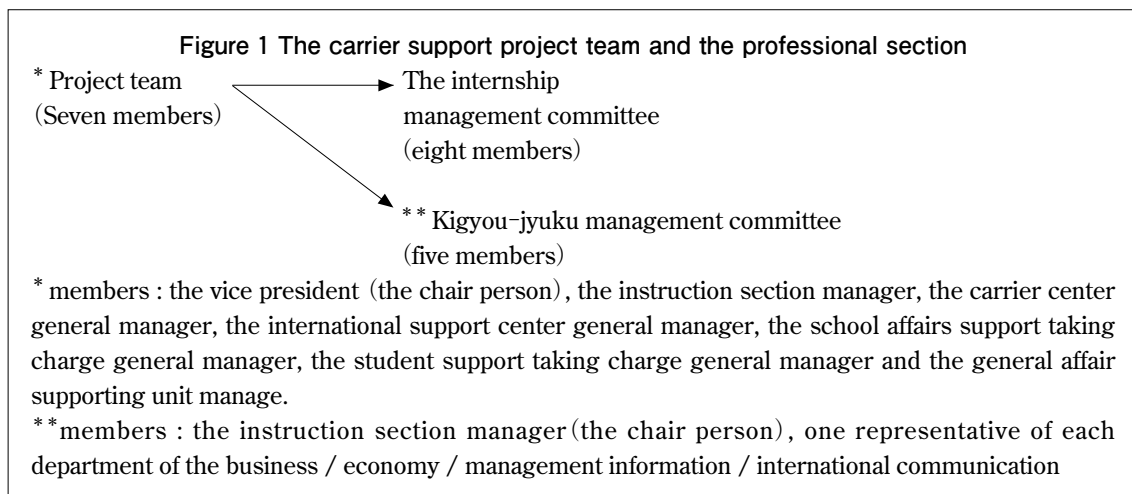 Figure 1 The carrier support project team and the professional section
* Project team
(Seven members)
The internship
management committee
(eight members)
** Kigyou-jyuku management committee
(five members)
* members : the vice president (the chair person), the instruction section manager, the carrier center
general manager, the international support center general manager, the school affairs support taking
charge general manager, the student support taking charge general manager and the general affair
supporting unit manage.
**members : the instruction section manager(the chair person), one representative of each
department of the business / economy / management information / international communication